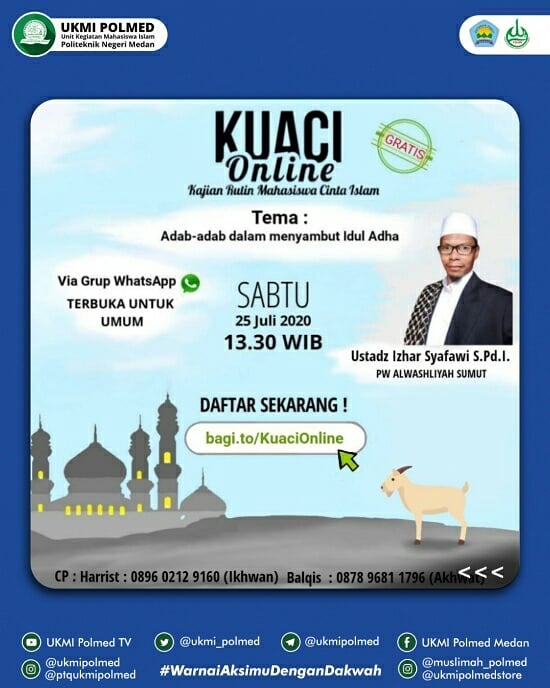 UKMI POLMED
Unit Kegiatan Mahasiswa Islam
Politeknik Negeri Medan
KUACI
Online
GRATIS
Kajian Rutin Mahasiswa Cinta Islam
Tema :
Adab-adab dalam menyambut Idul Adha
Via Grup WhatsApp
TERBUKA UNTUK
UMUM
SABTU
25 Juli 2020
13.30 WIB
Ustadz Izhar Syafawi S.Pd.I.
PW ALWASHLIYAH SUMUT
DAFTAR SEKARANG !
bagi.to/KuaciOnline
CP : Harrist : 0896 0212 9160 (Ikhwan) Balqis : 0878 9681 1796 (Akhwat)
<<<
UKMI Polmed TV
@ukmi_polmed
@ukmipolmed
UKMI Polmed Medan
@ukmipolmed
@ptqukmipolmed
#WarnaiAksimuDenganDakwah
@muslimah_polmed
@ukmipolmedstore